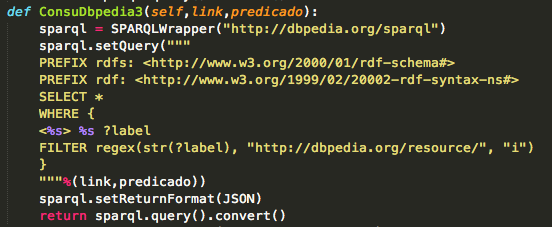 def ConsuDbpedia3(self,link,predicado):
sparql = SPARQLWrapper("http://dbpedia.org/sparql")
sparql.setQuery("""
PREFIX rdfs: <http://www.w3.org/2000/01/rdf-schema#>
PREFIX rdf: <http://www.w3.org/1999/02/20002-rdf-syntax-ns#>
SELECT *
WHERE {
<%s> %s ?label
FILTER regex(str(?label), "http://dbpedia.org/resource/", "i")
}
"""%(link,predicado))
sparql.setReturnFormat(JSON)
return sparql.query().convert()